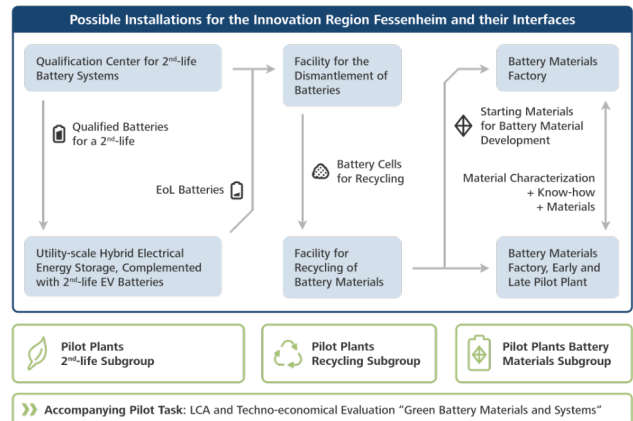 Possible Installations for the Innovation Region Fessenheim and their Interfaces
Qualification Center for 2nd-life
Battery Systems
Facility for the
Dismantlement of
Batteries
Battery Materials
Factory
Qualified Batteries
for a 2nd-life
Starting Materials
for Battery Material
Development
Battery Cells
for Recycling
EoL Batteries
Material Characterization
+ Know-how
+ Materials
Utility-scale Hybrid Electrical
Energy Storage, Complemented
with 2nd-life EV Batteries
Facility for
Recycling of
Battery Materials
Battery Materials
Factory, Early and
Late Pilot Plant
Pilot Plants
2nd-life Subgroup
Pilot Plants
Recycling Subgroup
Pilot Plants Battery
Materials Subgroup
Accompanying Pilot Task: LCA and Techno-economical Evaluation "Green Battery Materials and Systems"